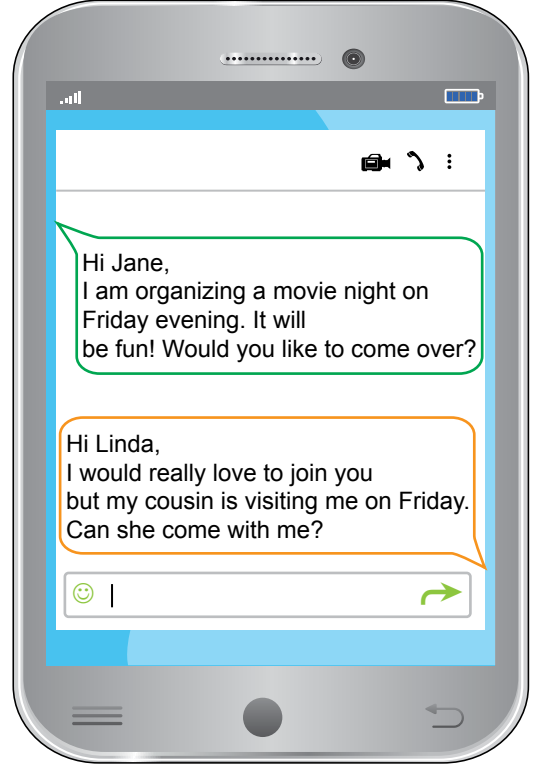 Hi Jane,
I am organizing a movie night on
Friday evening. It will
be fun! Would you like to come over?
Hi Linda,
I would really love to join you
but my cousin is visiting me on Friday.
Can she come with me?